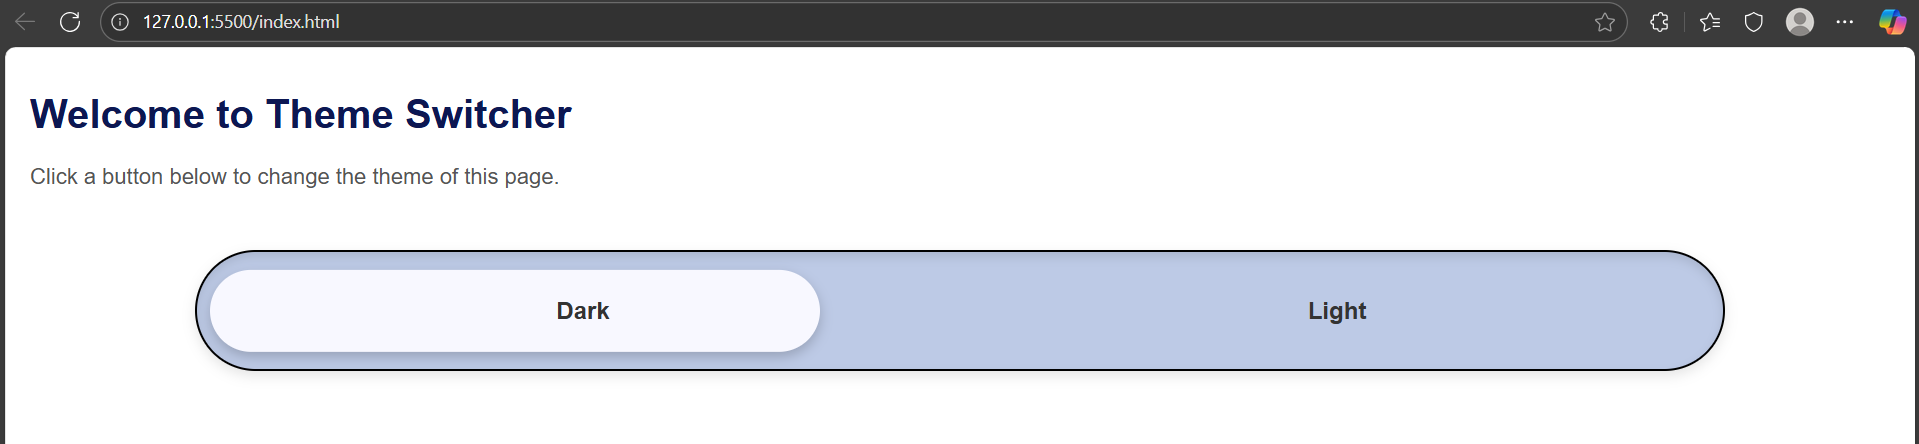 127.0.0.1:5500/index.html
Welcome to Theme Switcher
Click a button below to change the theme of this page.
Dark
Light